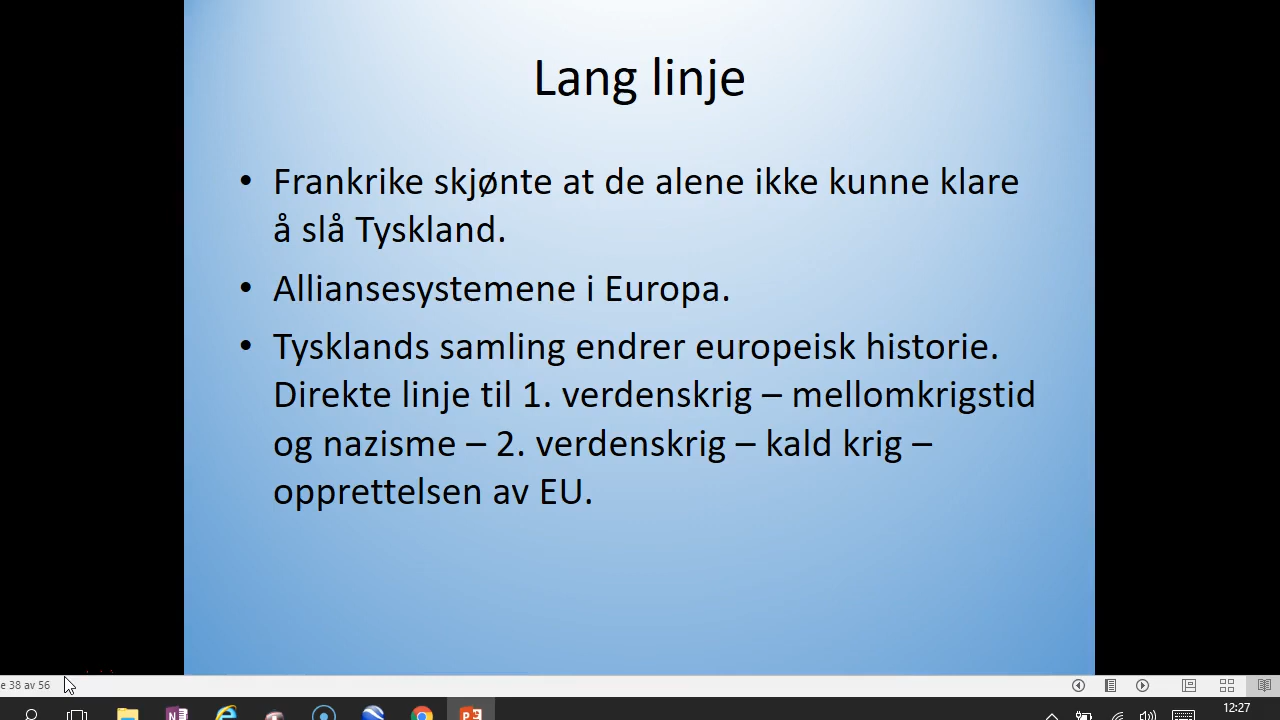 Lang linje
• Frankrike skjønte at de alene ikke kunne klare
å slå Tyskland.
• Alliansesystemene i Europa.
• Tysklands samling endrer europeisk historie.
Direkte linje til 1. verdenskrig – mellomkrigstid
og nazisme – 2. verdenskrig – kald krig –
opprettelsen av EU.
e 38 av 56
12:27